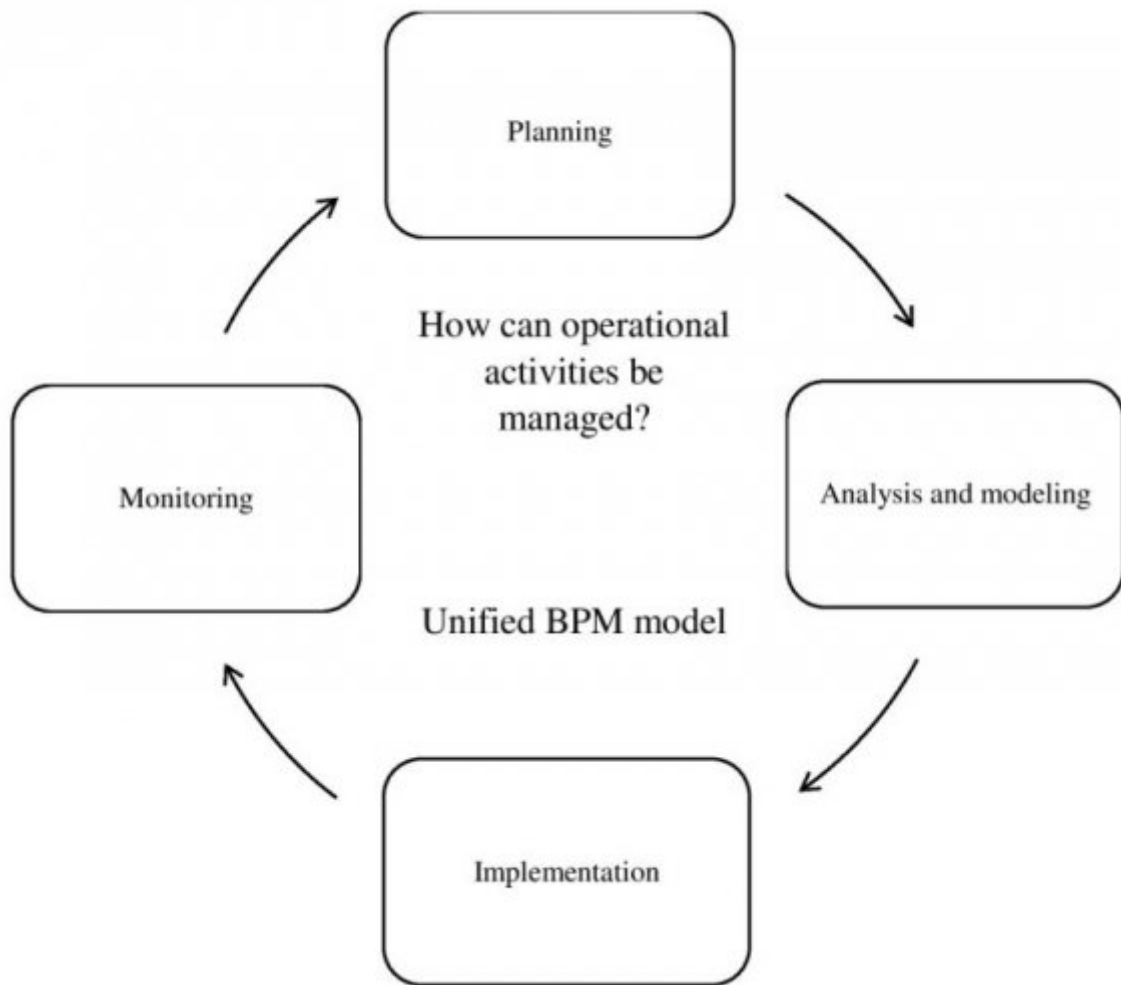 Planning
How can operational
activities be
managed?
Monitoring
Analysis and modeling
Unified BPM model
Implementation